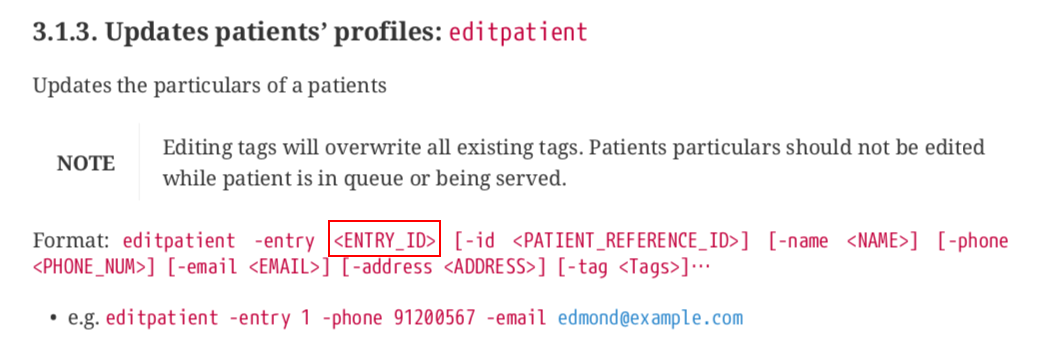 3.1.3. Updates patients’ profiles: editpatient
Updates the particulars of a patients
Editing tags will overwrite all existing tags. Patients particulars should not be edited
NOTE
while patient is in queue or being served.
Format: editpatient -entry <ENTRY_ID> [-id <PATIENT_REFERENCE_ID>] [-name <NAME>] [-phone
<PHONE_NUM>] [-email <EMAIL>] [-address <ADDRESS>] [-tag <Tags>]…
• e.g. editpatient -entry 1 -phone 91200567 -email edmond@example.com